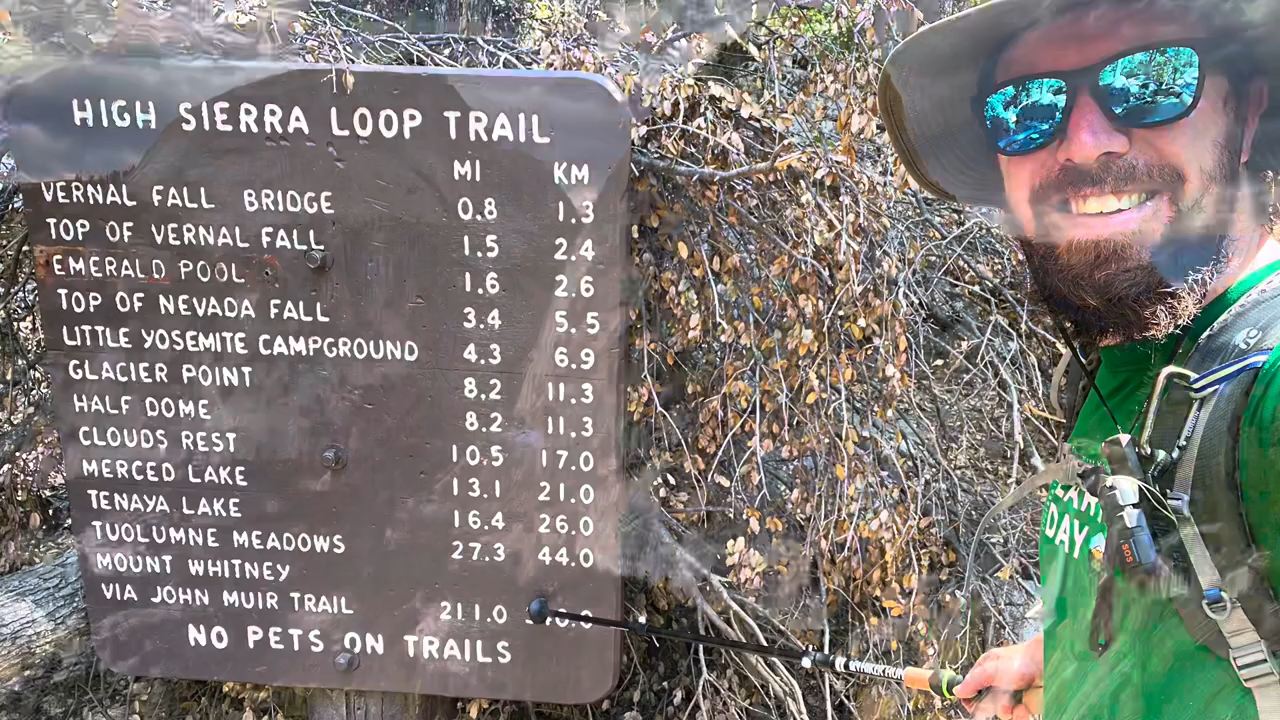 HIGH SIERRA LOOP TRAIL
MI KM
VERNAL FALL BRIDGE 0.8 1.3
TOP OF VERNAL FALL 1.5 2.4
EMERALD POOL 1.6 2.6
TOP OF NEVADA FALL 3.4 5.5
LITTLE YOSEMITE CAMPGROUND 4.3 6.9
GLACIER POINT 8.2 11.3
HALF DOME 8.2 11.3
CLOUDS REST 10.5 17.0
MERCED LAKE 13.1 21.0
TENAYA LAKE 16.4 26.0
TUOLUMNE MEADOWS 27.3 44.0
MOUNT WHITNEY
VIA JOHN MUIR TRAIL 211.0
NO PETS ON TRAILS
DAY
SOS